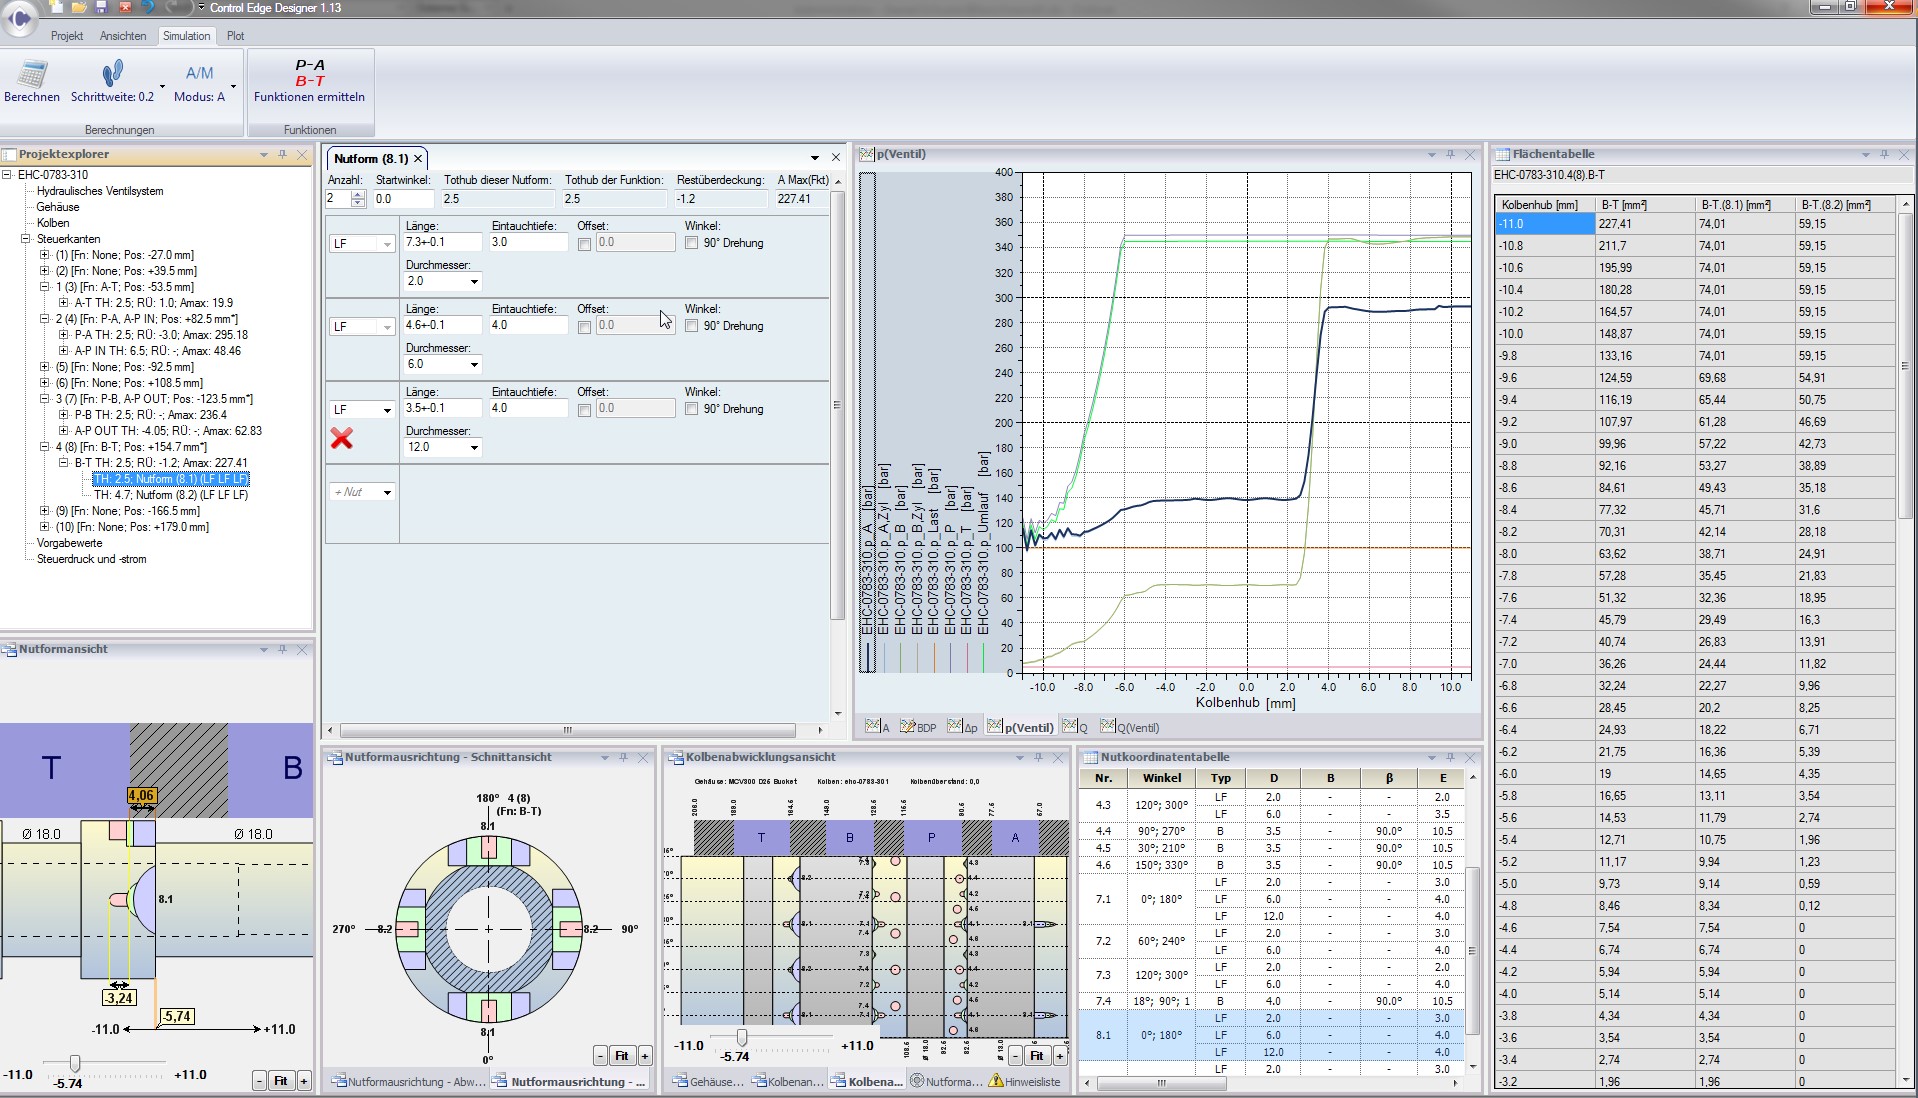 Control Edge Designer 1.13
Projekt Ansichten Simulation Plot
Berechnen Schrittweite: 0.2 A/M Modus: A
P-A
B-T
Funktionen ermitteln
Berechnungen Funktionen
Projektexplorer
EHC-0783-310
Hydraulisches Ventilsystem
Gehäuse
Kolben
Steuerkanten
(1) [Fn: None; Pos: -27.0 mm]
(2) [Fn: None; Pos: +39.5 mm]
1 (3) [Fn: A-T; Pos: -53.5 mm]
A-T TH: 2.5; RÜ: 1.0; Amax: 19.9
2 (4) [Fn: P-A, A-P IN; Pos: +82.5 mm*]
P-A TH: 2.5; RÜ: -3.0; Amax: 295.18
A-P IN TH: 6.5; RÜ: -; Amax: 48.46
(5) [Fn: None; Pos: -92.5 mm]
(6) [Fn: None; Pos: +108.5 mm]
3 (7) [Fn: P-B, A-P OUT; Pos: -123.5 mm*]
P-B TH: 2.5; RÜ: -; Amax: 236.4
A-P OUT TH: -4.05; RÜ: -; Amax: 62.83
4 (8) [Fn: B-T; Pos: +154.7 mm*]
B-T TH: 2.5; RÜ: -1.2; Amax: 227.41
TH: 2.5; Nutform (8.1) (LF LF LF)
TH: 4.7; Nutform (8.2) (LF LF LF)
(9) [Fn: None; Pos: -166.5 mm]
(10) [Fn: None; Pos: +179.0 mm]
Vorgabewerte
Steuerdruck und -strom
Nutform (8.1)
Anzahl: Startwinkel: Tothub dieser Nutform: Tothub der Funktion: Restüberdeckung: A Max(Fkt)
2 0.0 2.5 2.5 -1.2 227.41
Länge: Eintauchtiefe: Offset: Winkel:
LF 7.3+-0.1 3.0 0.0 90° Drehung
Durchmesser:
2.0
Länge: Eintauchtiefe: Offset: Winkel:
LF 4.6+-0.1 4.0 0.0 90° Drehung
Durchmesser:
6.0
Länge: Eintauchtiefe: Offset: Winkel:
LF 3.5+-0.1 4.0 0.0 90° Drehung
Durchmesser:
12.0
+ Nut
p(Ventil)
400
380
360
340
320
300
280
260
240
220
200
180
160
140
120
100
80
60
40
20
0
EHC-0783-310.p_A [bar]
EHC-0783-310.p_A,Zyl [bar]
EHC-0783-310.p_B [bar]
EHC-0783-310.p_B,Zyl [bar]
EHC-0783-310.p_Last [bar]
EHC-0783-310.p_P [bar]
EHC-0783-310.p_T [bar]
EHC-0783-310.p_Umlauf [bar]
-10.0 -8.0 -6.0 -4.0 -2.0 0.0 2.0 4.0 6.0 8.0 10.0
Kolbenhub [mm]
A BDP Δp p(Ventil) Q Q(Ventil)
Flächentabelle
EHC-0783-310.4(8).B-T
Kolbenhub [mm] B-T [mm²] B-T.(8.1) [mm²] B-T.(8.2) [mm²]
-11.0 227,41 74,01 59,15
-10.8 211,7 74,01 59,15
-10.6 195,99 74,01 59,15
-10.4 180,28 74,01 59,15
-10.2 164,57 74,01 59,15
-10.0 148,87 74,01 59,15
-9.8 133,16 74,01 59,15
-9.6 124,59 69,68 54,91
-9.4 116,19 65,44 50,75
-9.2 107,97 61,28 46,69
-9.0 99,96 57,22 42,73
-8.8 92,16 53,27 38,89
-8.6 84,61 49,43 35,18
-8.4 77,32 45,71 31,6
-8.2 70,31 42,14 28,18
-8.0 63,62 38,71 24,91
-7.8 57,28 35,45 21,83
-7.6 51,32 32,36 18,95
-7.4 45,79 29,49 16,3
-7.2 40,74 26,83 13,91
-7.0 36,26 24,44 11,82
-6.8 32,24 22,27 9,96
-6.6 28,45 20,2 8,25
-6.4 24,93 18,22 6,71
-6.2 21,75 16,36 5,39
-6.0 19 14,65 4,35
-5.8 16,65 13,11 3,54
-5.6 14,53 11,79 2,74
-5.4 12,71 10,75 1,96
-5.2 11,17 9,94 1,23
-5.0 9,73 9,14 0,59
-4.8 8,46 8,34 0,12
-4.6 7,54 7,54 0
-4.4 6,74 6,74 0
-4.2 5,94 5,94 0
-4.0 5,14 5,14 0
-3.8 4,34 4,34 0
-3.6 3,54 3,54 0
-3.4 2,74 2,74 0
-3.2 1,96 1,96 0
Nutformansicht
T B
4,06
Ø 18.0 Ø 18.0
8.1
-3,24
-5,74
-11.0 +11.0
-11.0 -5.74 +11.0 - Fit +
Nutformausrichtung - Schnittansicht
180° 4 (8)
(Fn: B-T)
8.1
270° 8.2 8.2 90°
8.1
0°
- Fit +
Nutformausrichtung - Abw... Nutformausrichtung - ...
Kolbenabwicklungsansicht
Gehäuse: MCV300 D26 Bucket Kolben: ehc-0783-301 Kolbenüberstand: 0,0
T B P A
-11.0 -5.74 +11.0
- Fit +
Gehäuse... Kolbenan... Kolbena... Nutforma... Hinweisliste
Nutkoordinatentabelle
Nr. Winkel Typ D B β E
4.3 120°; 300° LF 2.0 - - 2.0
LF 6.0 - - 3.5
4.4 90°; 270° B 3.5 - 90.0° 10.5
4.5 30°; 210° B 3.5 - 90.0° 10.5
4.6 150°; 330° B 3.5 - 90.0° 10.5
7.1 0°; 180° LF 2.0 - - 3.0
LF 6.0 - - 4.0
LF 12.0 - - 4.0
7.2 60°; 240° LF 2.0 - - 3.0
LF 6.0 - - 4.0
7.3 120°; 300° LF 2.0 - - 2.0
LF 6.0 - - 4.0
7.4 18°; 90°; 1 B 4.0 - 90.0° 10.5
8.1 0°; 180° LF 2.0 - - 3.0
LF 6.0 - - 4.0
LF 12.0 - - 4.0
LF 2.0 - - 3.0